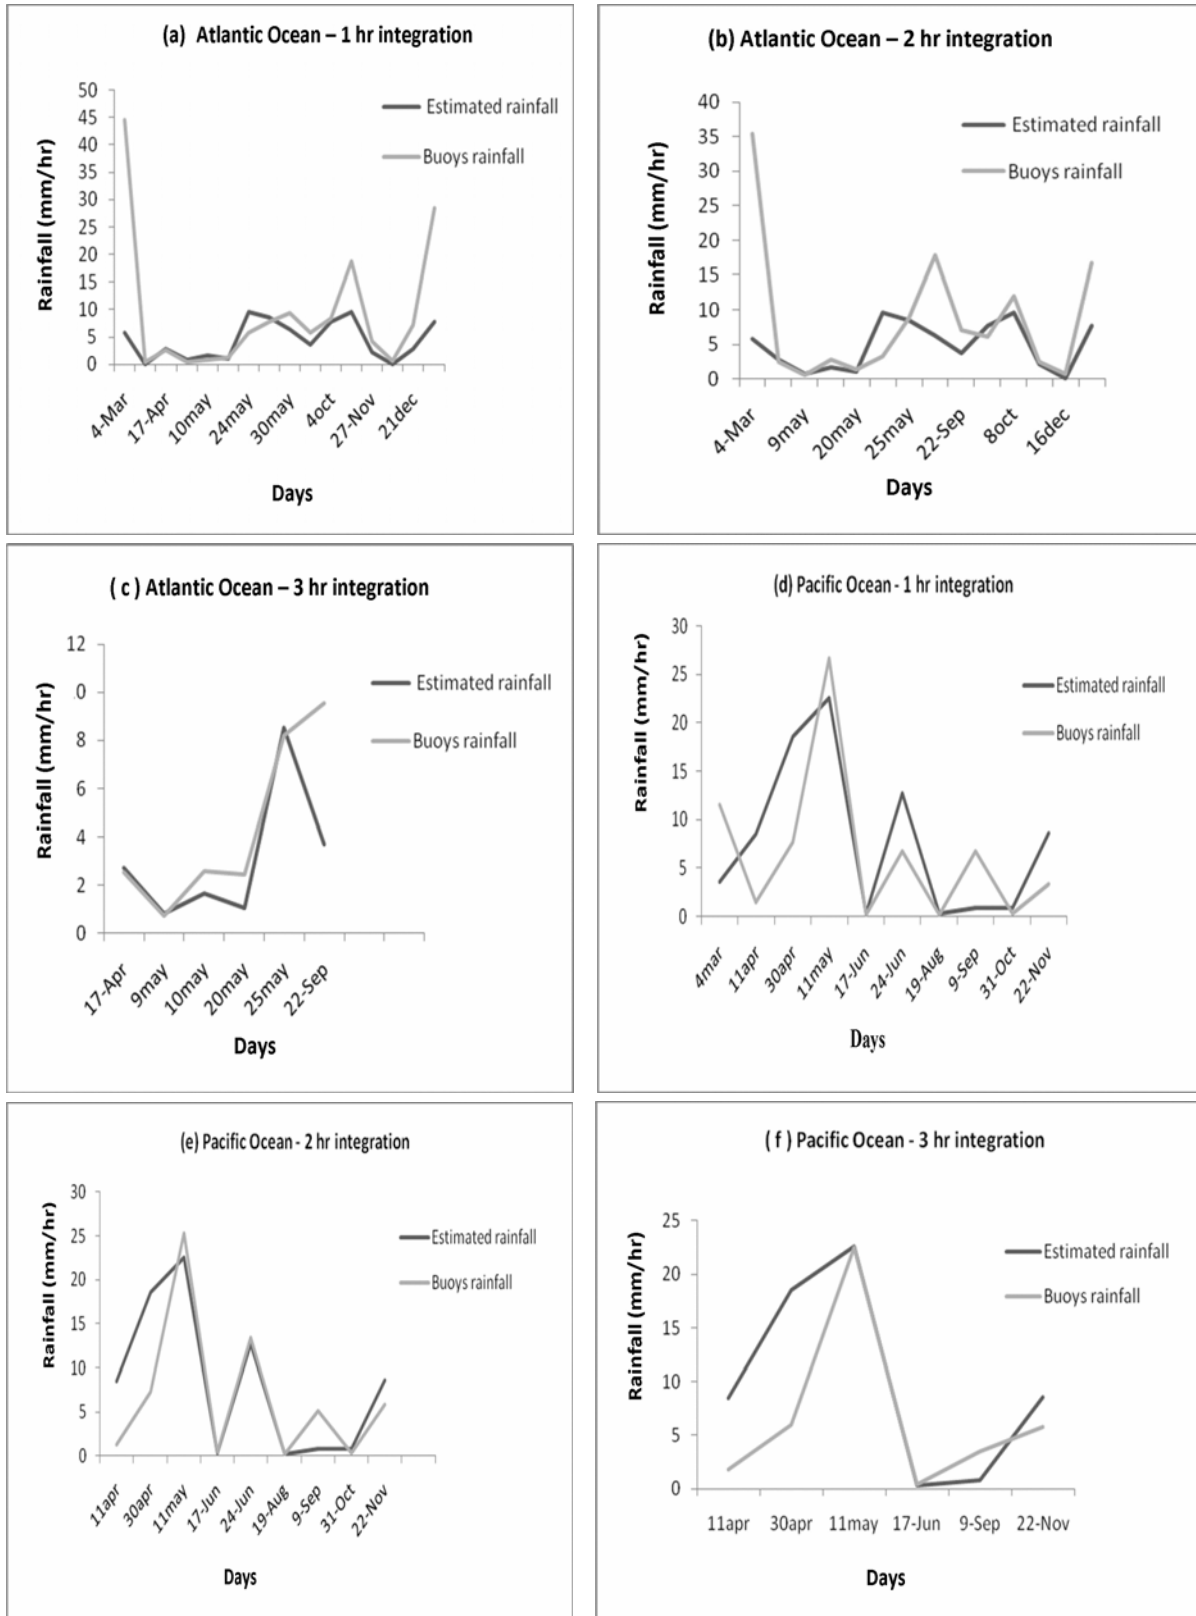 (a) Atlantic Ocean – 1 hr integration
50
45
40
35
30
25
20
15
10
5
0
Rainfall (mm/hr)
Estimated rainfall
Buoys rainfall
4-Mar
17-Apr
10may
24may
30may
4oct
27-Nov
21dec
Days
(b) Atlantic Ocean – 2 hr integration
40
35
30
25
20
15
10
5
0
Rainfall (mm/hr)
Estimated rainfall
Buoys rainfall
4-Mar
9may
20may
25may
22-Sep
8oct
16dec
Days
( c ) Atlantic Ocean – 3 hr integration
12
0
8
6
4
2
0
Rainfall (mm/hr)
Estimated rainfall
Buoys rainfall
17-Apr
9may
10may
20may
25may
22-Sep
Days
(d) Pacific Ocean - 1 hr integration
30
25
20
15
10
5
0
Rainfall (mm/hr)
Estimated rainfall
Buoys rainfall
4mar
11apr
30apr
11may
17-Jun
24-Jun
19-Aug
9-Sep
31-Oct
22-Nov
Days
(e) Pacific Ocean - 2 hr integration
30
25
20
15
10
5
0
Rainfall (mm/hr)
Estimated rainfall
Buoys rainfall
11apr
30apr
11may
17-Jun
24-Jun
19-Aug
9-Sep
31-Oct
22-Nov
Days
( f ) Pacific Ocean - 3 hr integration
25
20
15
10
5
0
Rainfall (mm/hr)
Estimated rainfall
Buoys rainfall
11apr
30apr
11may
17-Jun
9-Sep
22-Nov
Days